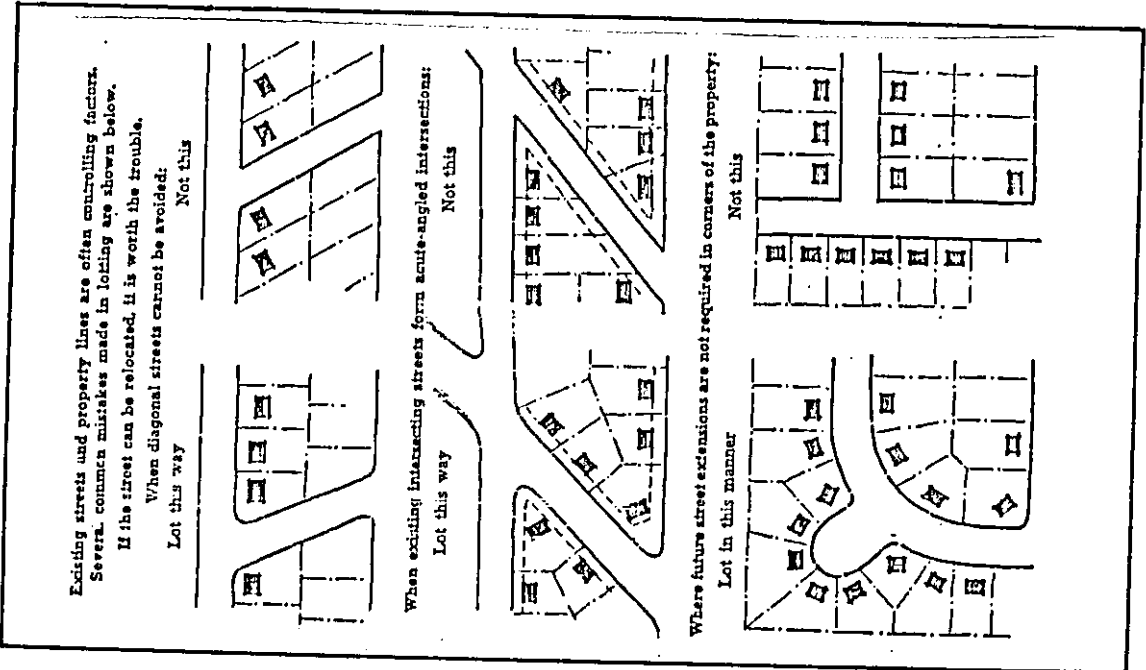 Existing streets and property lines are often controlling factors.
Several common mistakes made in lotting are shown below.
If the street can be relocated, it is worth the trouble.
When diagonal streets cannot be avoided:
Lot this way
Not this
When existing intersecting streets form acute-angled intersections:
Lot this way
Not this
Where future street extensions are not required in corners of the property:
Lot in this manner
Not this